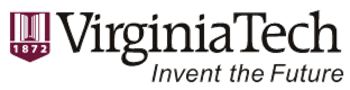 1872
VirginiaTech
Invent the Future